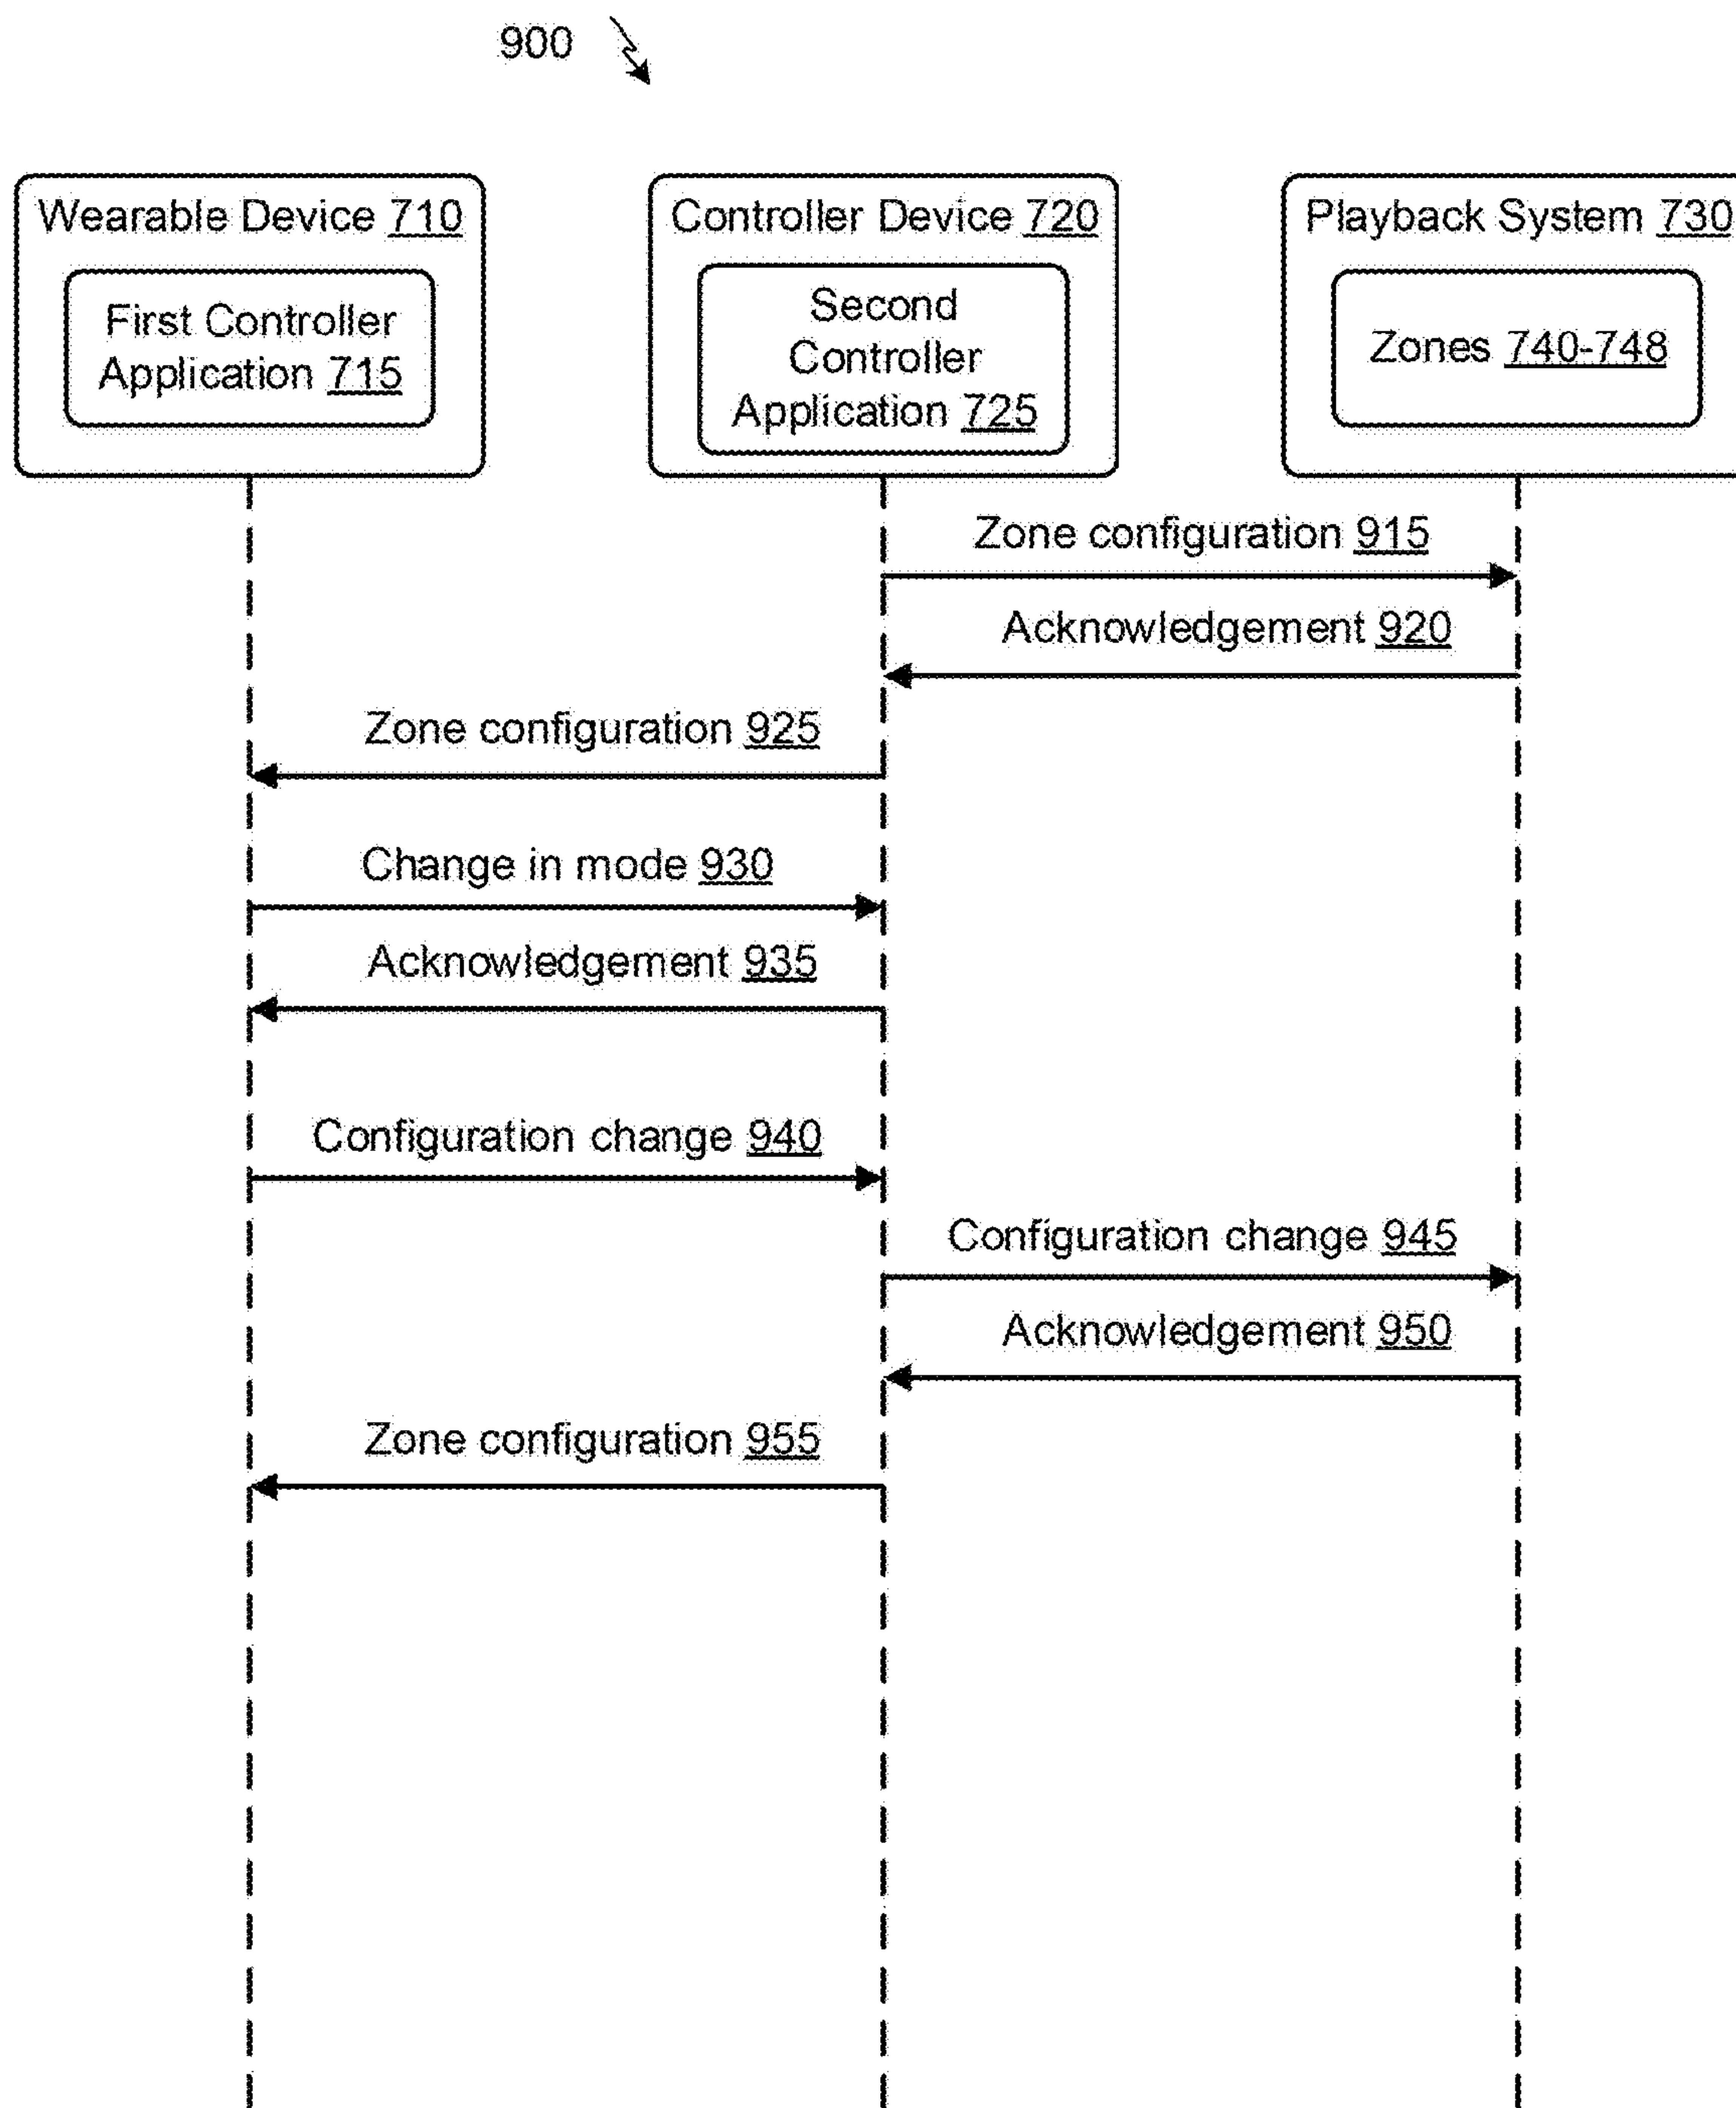 900
Wearable Device 710
First Controller
Application 715
Controller Device 720
Second
Controller
Application 725
Playback System 730
Zones 740-748
Zone configuration 915
Acknowledgement 920
Zone configuration 925
Change in mode 930
Acknowledgement 935
Configuration change 940
Configuration change 945
Acknowledgement 950
Zone configuration 955